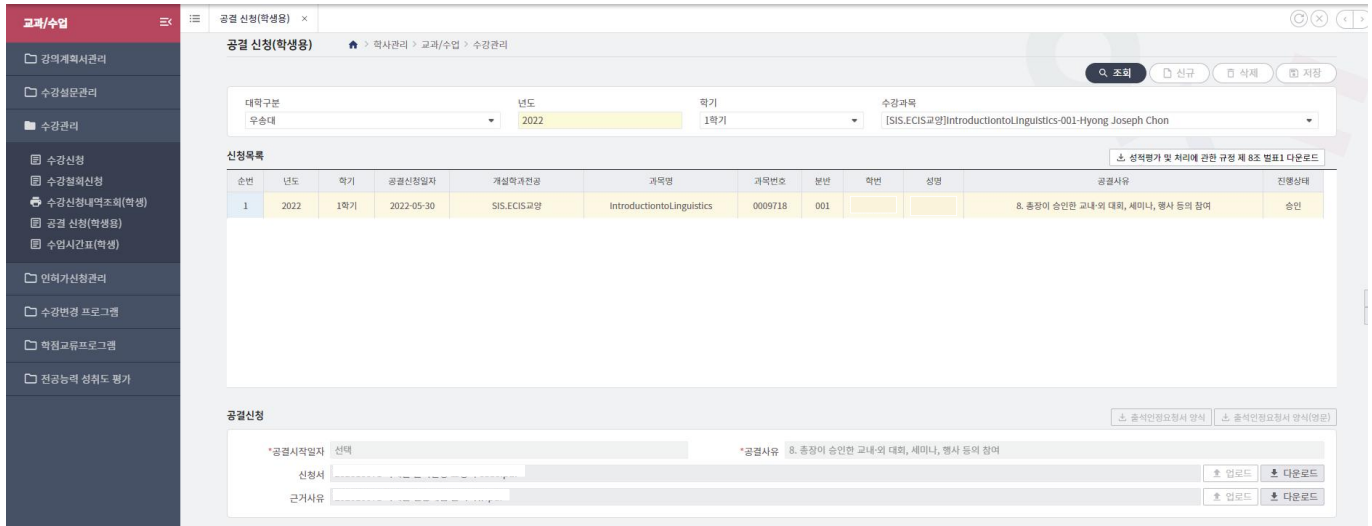 교과/수업
공결 신청(학생용) ×
공결 신청(학생용) > 학사관리 > 교과/수업 > 수강관리
강의계획서관리
수강설문관리
수강관리
수강신청
수강철회신청
수강신청내역조회(학생)
공결 신청(학생용)
수업시간표(학생)
인허가신청관리
수강변경 프로그램
학점교류프로그램
전공능력 성취도 평가
조회 신규 삭제 저장
대학구분 년도 학기 수강과목
우송대 2022 1학기 [SIS.ECIS교양]IntroductiontoLinguistics-001-Hyong Joseph Chon
신청목록 성적평가 및 처리에 관한 규정 제 8조 별표1 다운로드
순번 년도 학기 공결신청일자 개설학과전공 과목명 과목번호 분반 학번 성명 공결사유 진행상태
1 2022 1학기 2022-05-30 SIS.ECIS교양 IntroductiontoLinguistics 0009718 001 8. 총장이 승인한 교내·외 대회, 세미나, 행사 등의 참여 승인
공결신청 출석인정요청서 양식 출석인정요청서 양식(영문)
*공결시작일자 선택 *공결사유 8. 총장이 승인한 교내·외 대회, 세미나, 행사 등의 참여
신청서 업로드 다운로드
근거사유 업로드 다운로드